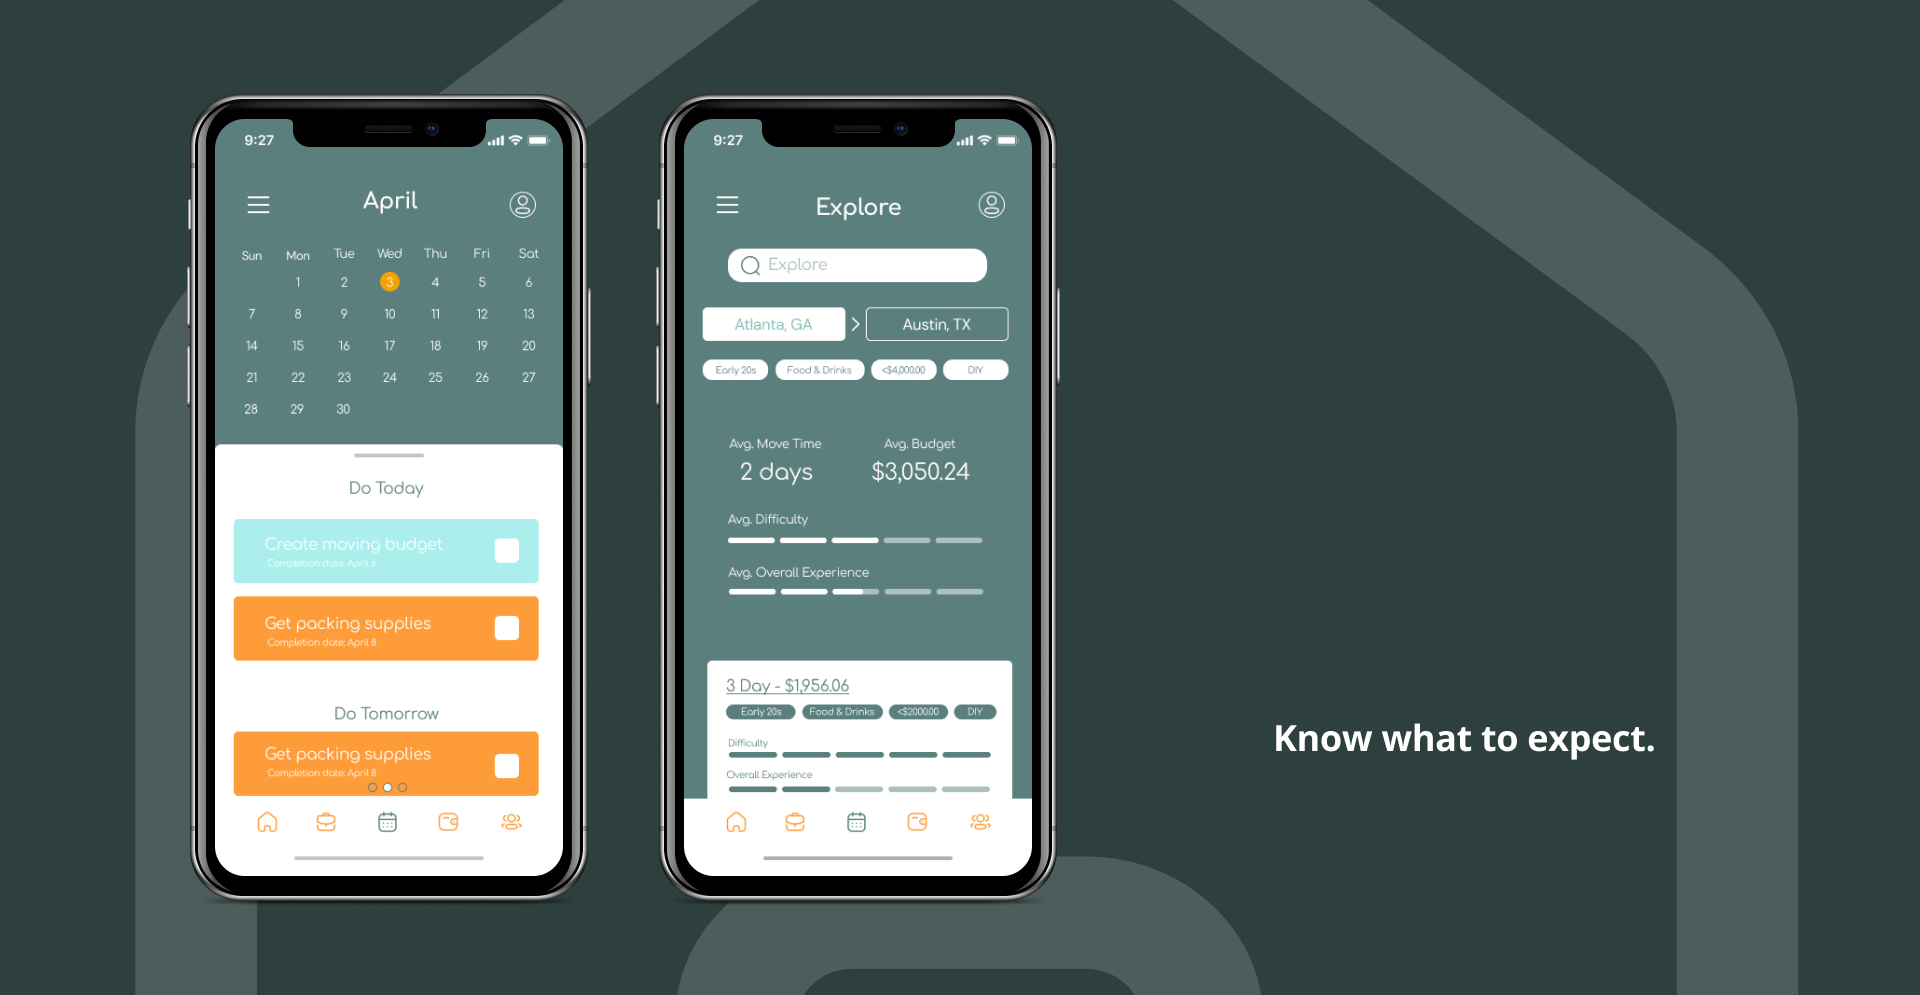 9:27
April
Sun Mon Tue Wed Thu Fri Sat
1 2 3 4 5 6
7 8 9 10 11 12 13
14 15 16 17 18 19 20
21 22 23 24 25 26 27
28 29 30
Do Today
Create moving budget
Completion date: April 6
Get packing supplies
Completion date: April 8
Do Tomorrow
Get packing supplies
Completion date: April 8
9:27
Explore
Explore
Atlanta, GA > Austin, TX
Early 20s Food & Drinks <$4,000.00 DIY
Avg. Move Time Avg. Budget
2 days $3,050.24
Avg. Difficulty
Avg. Overall Experience
3 Day - $1,956.06
Early 20s Food & Drinks <$2000.00 DIY
Difficulty
Overall Experience
Know what to expect.